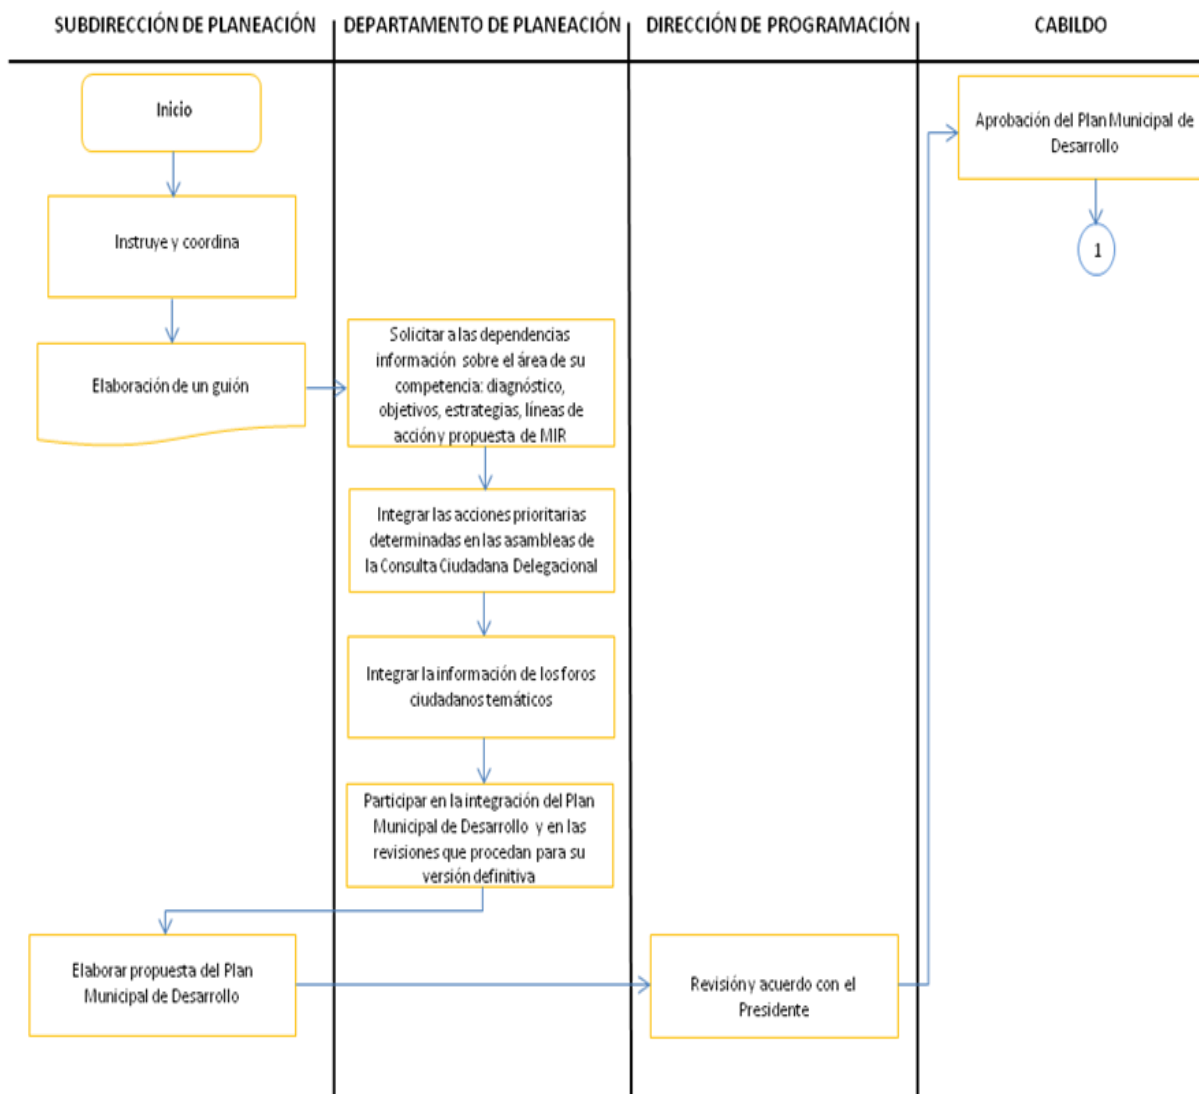 SUBDIRECCIÓN DE PLANEACIÓN
DEPARTAMENTO DE PLANEACIÓN
DIRECCIÓN DE PROGRAMACIÓN
CABILDO
Inicio
Instruye y coordina
Elaboración de un guión
Solicitar a las dependencias
información sobre el área de su
competencia: diagnóstico,
objetivos, estrategias, líneas de
acción y propuesta de MIR
Integrar las acciones prioritarias
determinadas en las asambleas de
la Consulta Ciudadana Delegacional
Integrar la información de los foros
ciudadanos temáticos
Participar en la integración del Plan
Municipal de Desarrollo y en las
revisiones que procedan para su
versión definitiva
Elaborar propuesta del Plan
Municipal de Desarrollo
Revisión y acuerdo con el
Presidente
Aprobación del Plan Municipal de
Desarrollo
1